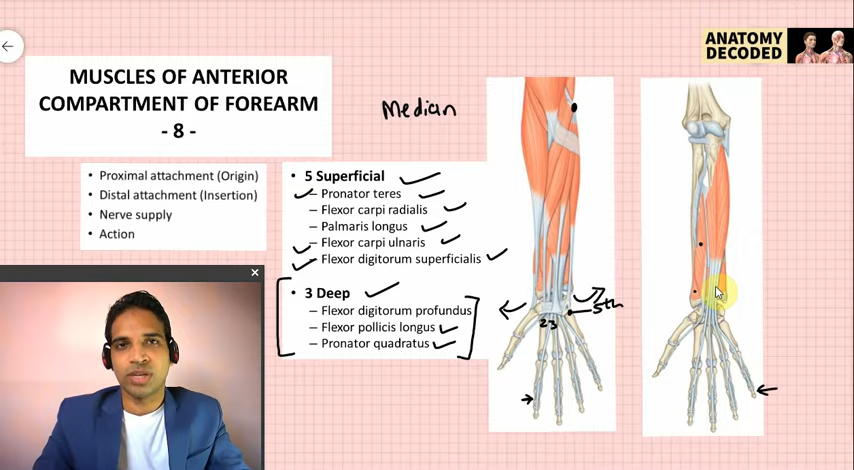 ANATOMY
DECODED
MUSCLES OF ANTERIOR
COMPARTMENT OF FOREARM
- 8 -
Median
• Proximal attachment (Origin)
• Distal attachment (Insertion)
• Nerve supply
• Action
• 5 Superficial
– Pronator teres
– Flexor carpi radialis
– Palmaris longus
– Flexor carpi ulnaris
– Flexor digitorum superficialis
• 3 Deep
– Flexor digitorum profundus
– Flexor pollicis longus
– Pronator quadratus
5th
23